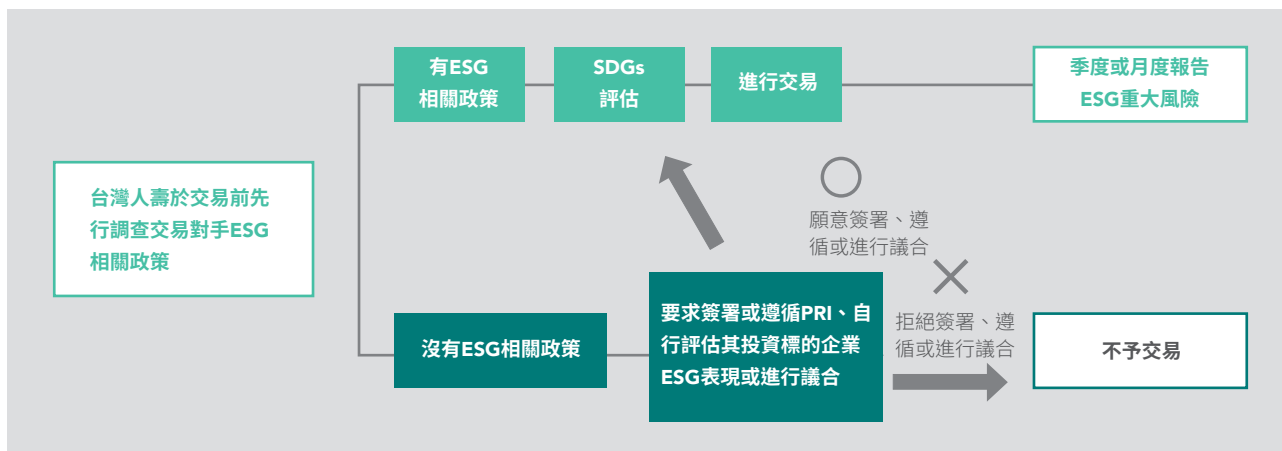 台灣人壽於交易前先
行調查交易對手ESG
相關政策
有ESG
相關政策
SDGs
評估
進行交易
季度或月度報告
ESG重大風險
願意簽署、遵
循或進行議合
沒有ESG相關政策
要求簽署或遵循PRI、自
行評估其投資標的企業
ESG表現或進行議合
拒絕簽署、遵
循或進行議合
不予交易